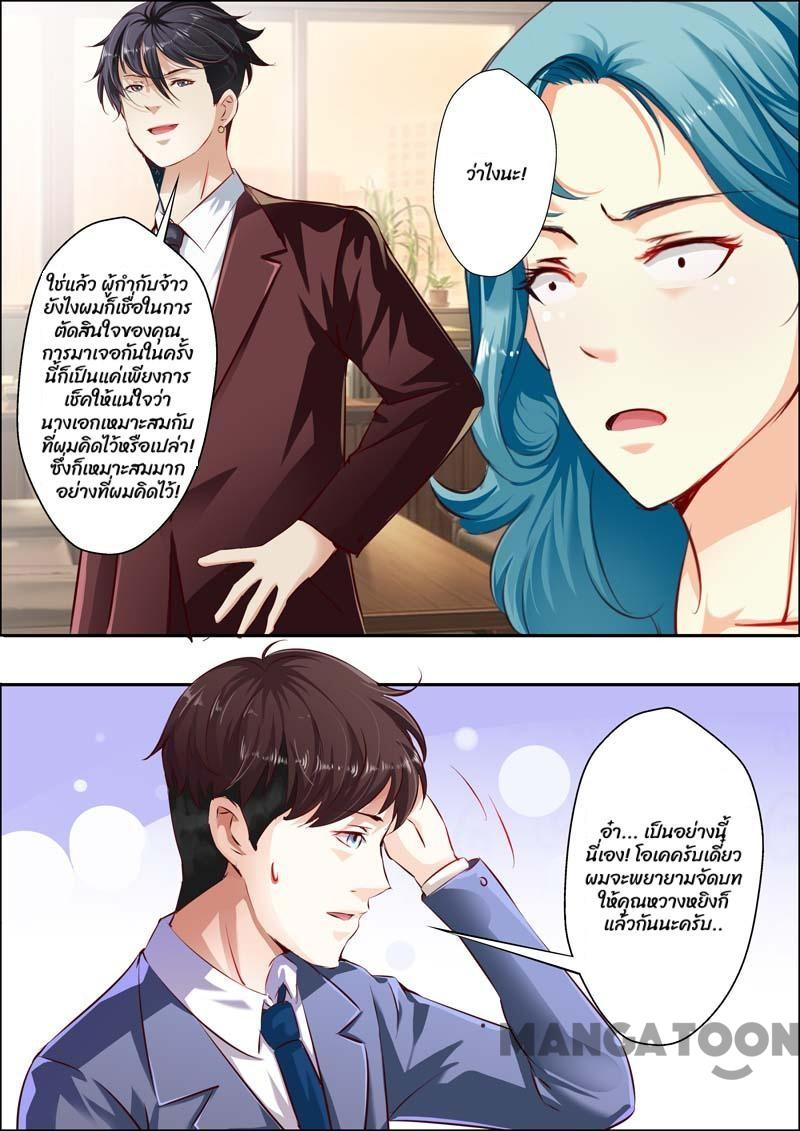 ว่าไงนะ!
ใช่แล้ว ผู้กำกับจ้าว
ยังไงผมก็เชื่อในการ
ตัดสินใจของคุณ
การมาเจอกันในครั้ง
นี้ก็เป็นแค่เพียงการ
เช็คให้แน่ใจว่า
นางเอกเหมาะสมกับ
ที่ผมคิดไว้หรือเปล่า!
ซึ่งก็เหมาะสมมาก
อย่างที่ผมคิดไว้!
อ๋า... เป็นอย่างนี้
นี่เอง! โอเคครับเดี๋ยว
ผมจะพยายามจัดบท
ให้คุณหวางหยิงก็
แล้วกันนะครับ..
MANGATOON